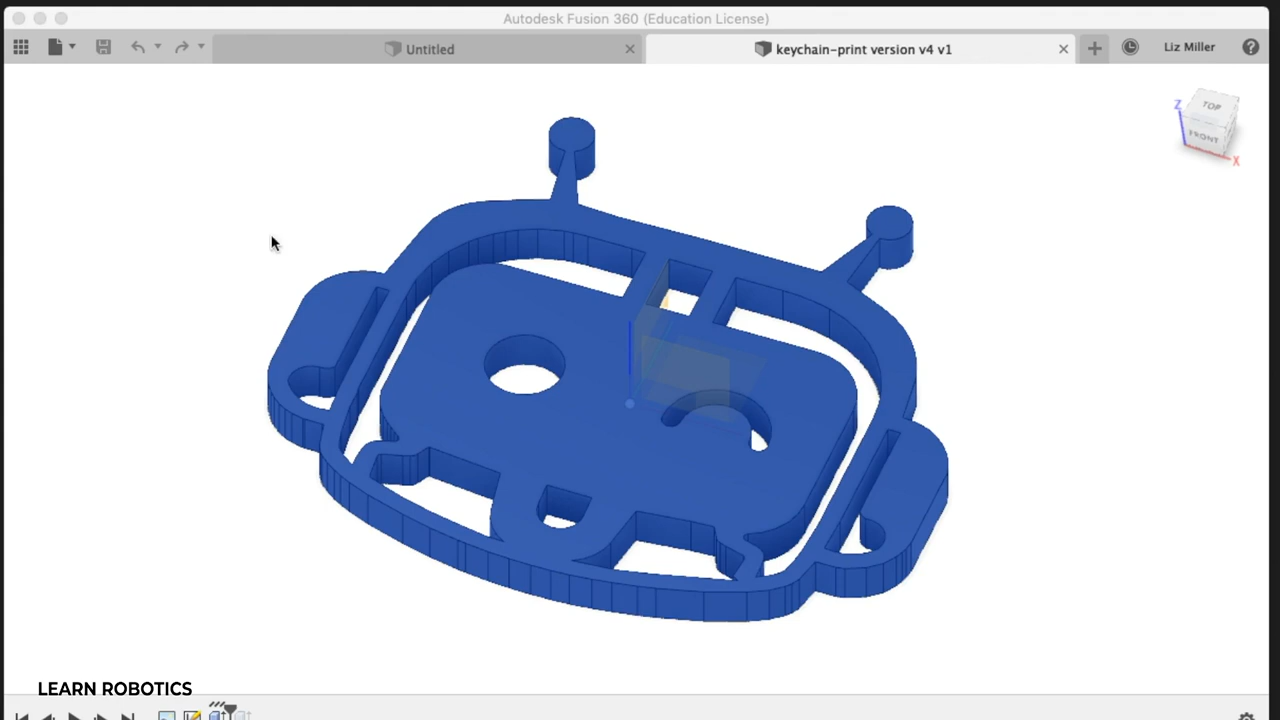 Autodesk Fusion 360 (Education License)
Untitled
keychain-print version v4 v1
Liz Miller
TOP
Z
FRONT
X
LEARN ROBOTICS